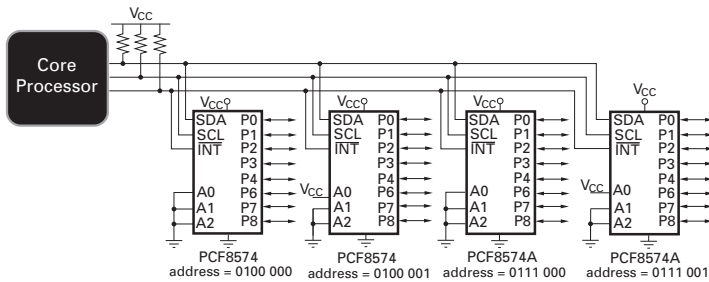 VCC
Core
Processor
VCC
SDA P0
SCL P1
INT P2
P3
P4
A0 P6
A1 P7
A2 P8
PCF8574
address = 0100 000
VCC
SDA P0
SCL P1
INT P2
P3
P4
VCC A0 P6
A1 P7
A2 P8
PCF8574
address = 0100 001
VCC
SDA P0
SCL P1
INT P2
P3
P4
A0 P6
A1 P7
A2 P8
PCF8574A
address = 0111 000
VCC
SDA P0
SCL P1
INT P2
P3
P4
VCC A0 P6
A1 P7
A2 P8
PCF8574A
address = 0111 001